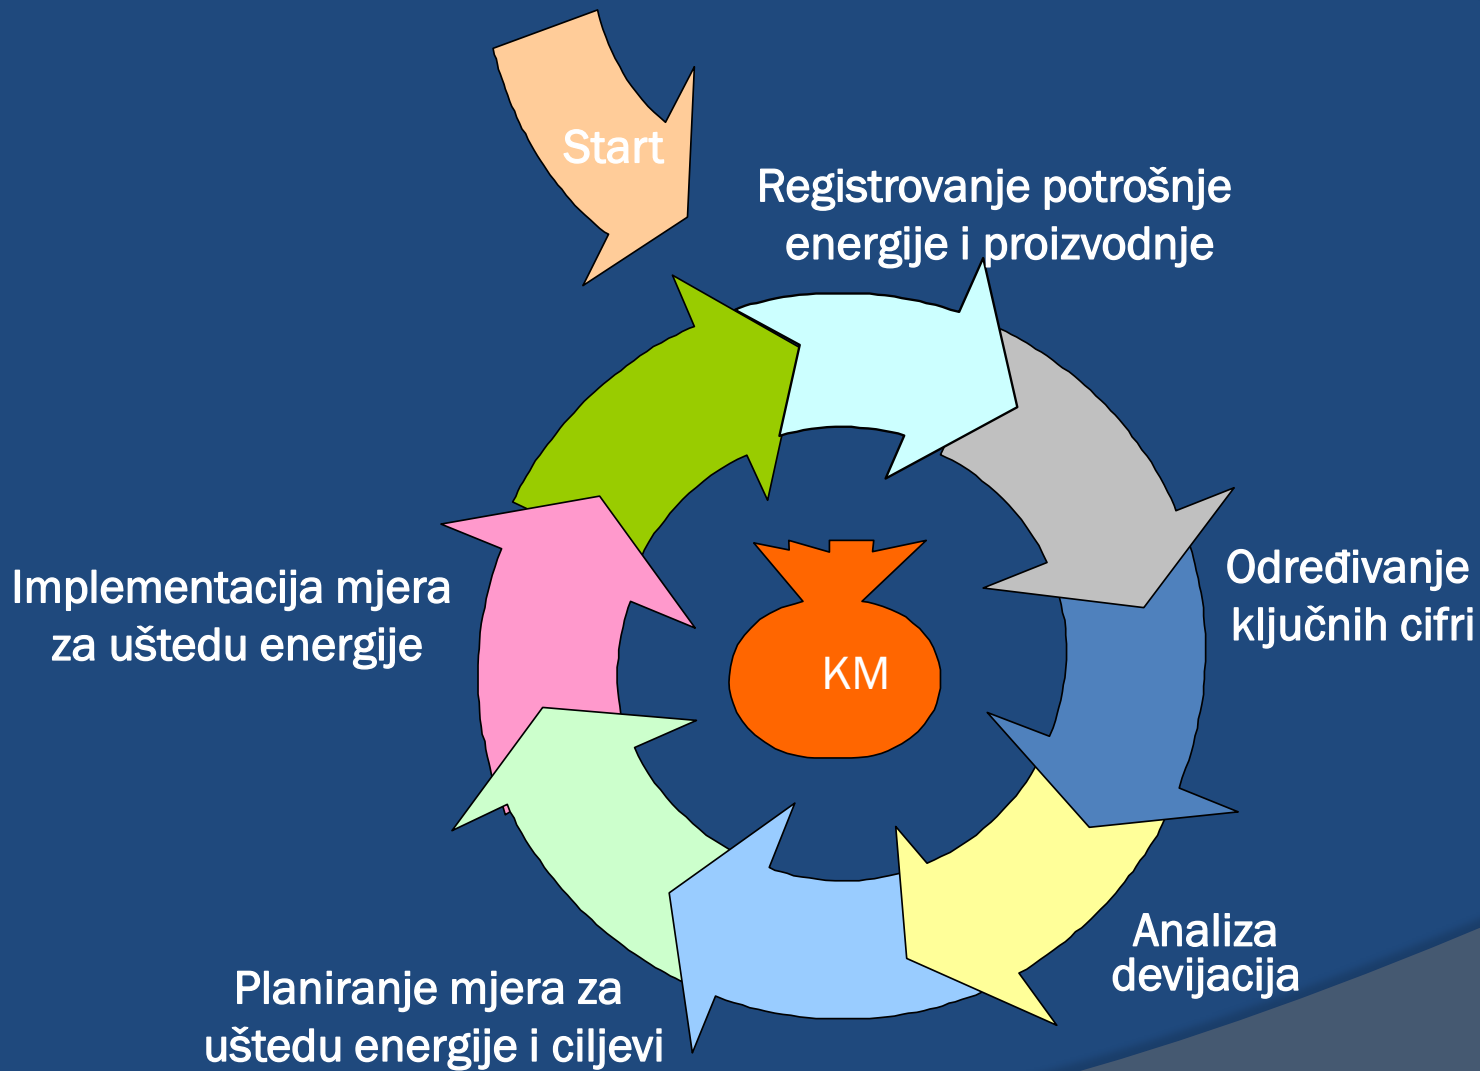 Start
Registrovanje potrošnje
energije i proizvodnje
Određivanje
ključnih cifri
Analiza
devijacija
Planiranje mjera za
uštedu energije i ciljevi
Implementacija mjera
za uštedu energije
KM